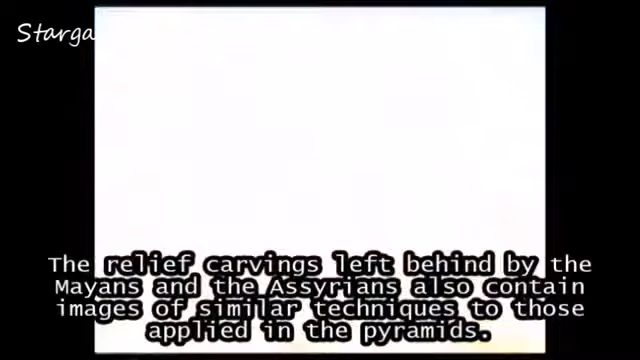 Starga
The relief carvings left behind by the
Mayans and the Assyrians also contain
images of similar techniques to those
applied in the pyramids.